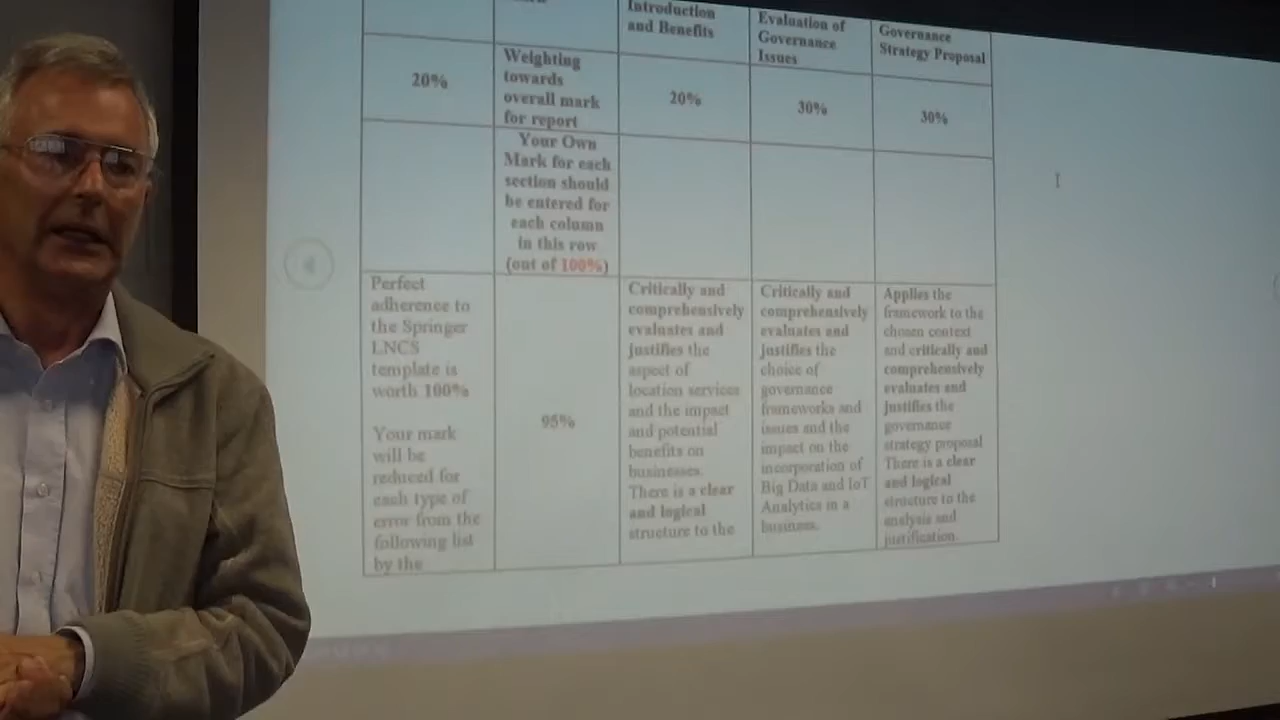 Introduction
and Benefits
Evaluation of
Governance
Issues
Governance
Strategy Proposal
20%
Weighting
towards
overall mark
for report
20%
30%
30%
Your Own
Mark for each
section should
be entered for
each column
in this row
(out of 100%)
Perfect
adherence to
the Springer
LNCS
template is
worth 100%
Your mark
will be
reduced for
each type of
error from the
following list
by the
95%
Critically and
comprehensively
evaluates and
justifies the
aspect of
location services
and the impact
and potential
benefits on
businesses.
There is a clear
and logical
structure to the
Critically and
comprehensively
evaluates and
justifies the
choice of
governance
frameworks and
issues and the
impact on the
incorporation of
Big Data and IoT
Analytics in a
business.
Applies the
framework to the
chosen context
and critically and
comprehensively
evaluates and
justifies the
governance
strategy proposal
There is a clear
and logical
structure to the
analysis and
justification.